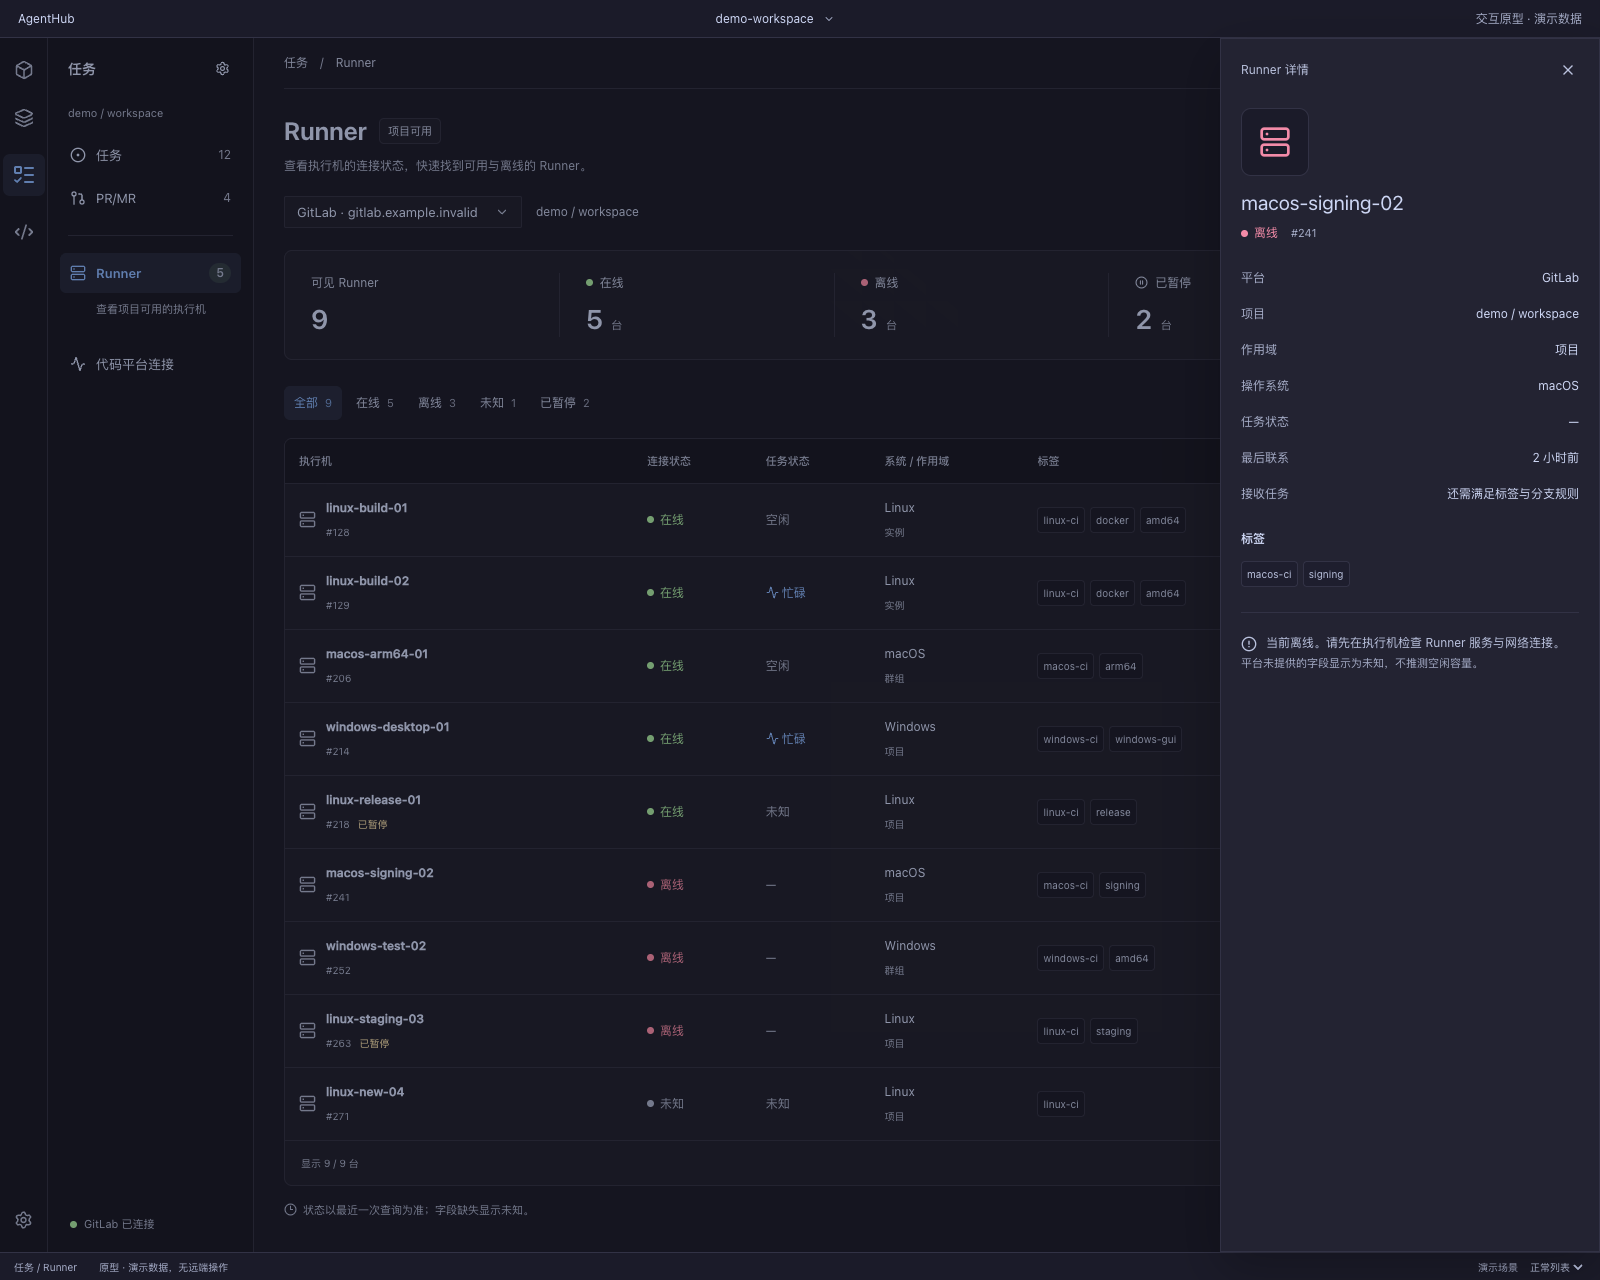 AgentHub
demo-workspace
交互原型 · 演示数据
任务
demo / workspace
任务 12
PR/MR 4
Runner 5
查看项目可用的执行机
代码平台连接
GitLab 已连接
任务 / Runner
Runner 项目可用
查看执行机的连接状态，快速找到可用与离线的 Runner。
GitLab · gitlab.example.invalid demo / workspace
可见 Runner 在线 离线 已暂停
9 5 台 3 台 2 台
全部 9 在线 5 离线 3 未知 1 已暂停 2
执行机 连接状态 任务状态 系统 / 作用域 标签
linux-build-01 Linux
在线 空闲 linux-ci docker amd64
#128 实例
linux-build-02 Linux
在线 忙碌 linux-ci docker amd64
#129 实例
macos-arm64-01 macOS
在线 空闲 macos-ci arm64
#206 群组
windows-desktop-01 Windows
在线 忙碌 windows-ci windows-gui
#214 项目
linux-release-01 Linux
在线 未知 linux-ci release
#218 已暂停 项目
macos-signing-02 macOS
离线 — macos-ci signing
#241 项目
windows-test-02 Windows
离线 — windows-ci amd64
#252 群组
linux-staging-03 Linux
离线 — linux-ci staging
#263 已暂停 项目
linux-new-04 Linux
未知 未知 linux-ci
#271 项目
显示 9 / 9 台
状态以最近一次查询为准；字段缺失显示未知。
Runner 详情
macos-signing-02
离线 #241
平台 GitLab
项目 demo / workspace
作用域 项目
操作系统 macOS
任务状态 —
最后联系 2 小时前
接收任务 还需满足标签与分支规则
标签
macos-ci signing
当前离线。请先在执行机检查 Runner 服务与网络连接。
平台未提供的字段显示为未知，不推测空闲容量。
任务 / Runner 原型 · 演示数据，无远端操作
演示场景 正常列表